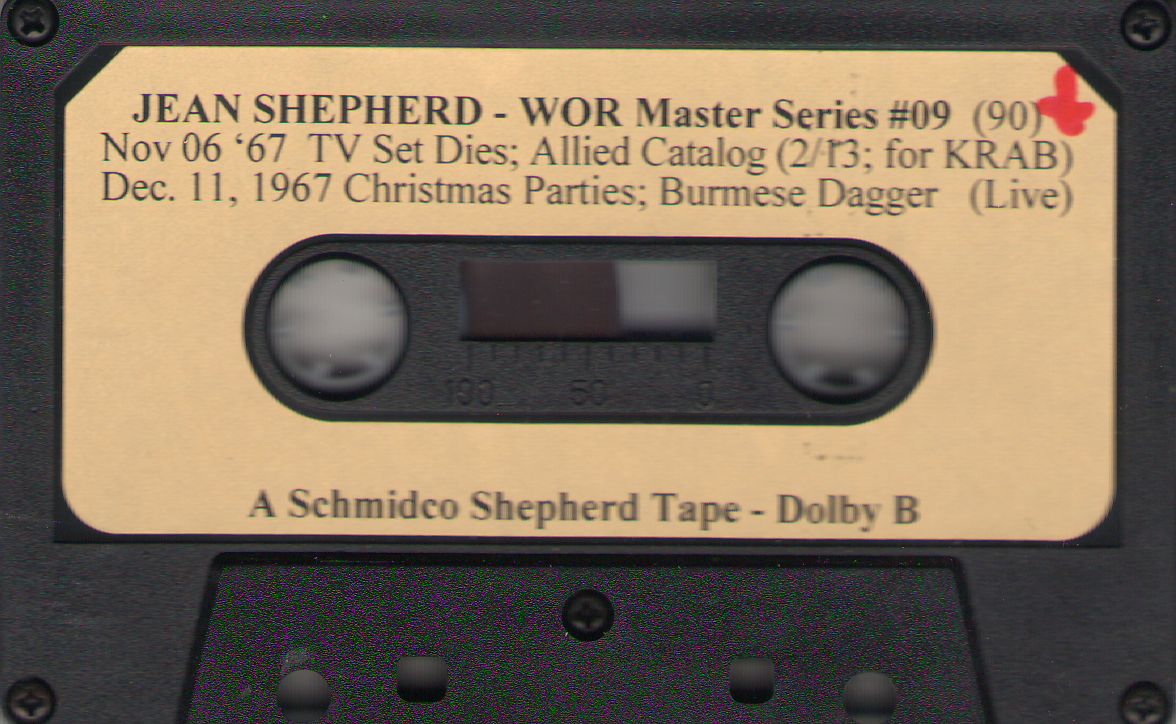 JEAN SHEPHERD - WOR Master Series #09 (90)
Nov 06 ‘67 TV Set Dies; Allied Catalog (2/13; for KRAB)
Dec. 11, 1967 Christmas Parties; Burmese Dagger (Live)
100 50 0
A Schmidco Shepherd Tape - Dolby B